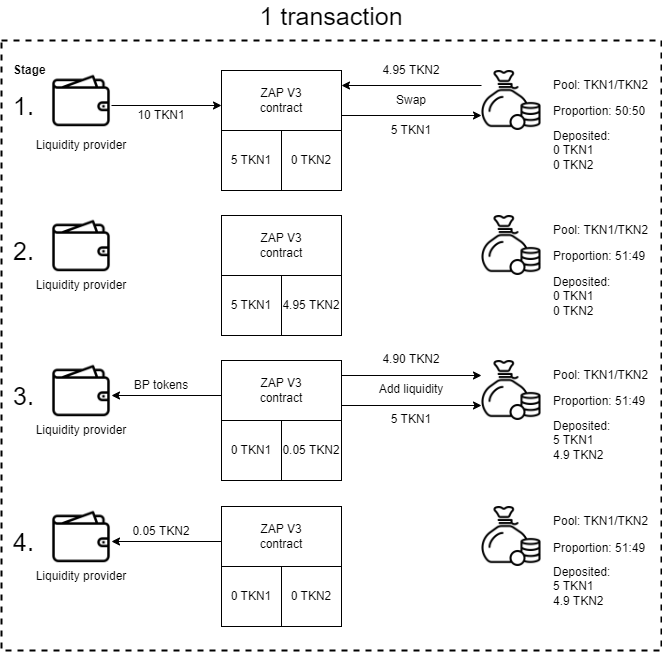 1 transaction
Stage
1.
Liquidity provider
10 TKN1
ZAP V3
contract
5 TKN1
0 TKN2
4.95 TKN2
Swap
5 TKN1
Pool: TKN1/TKN2
Proportion: 50:50
Deposited:
0 TKN1
0 TKN2
2.
Liquidity provider
ZAP V3
contract
5 TKN1
4.95 TKN2
Pool: TKN1/TKN2
Proportion: 51:49
Deposited:
0 TKN1
0 TKN2
3.
Liquidity provider
BP tokens
ZAP V3
contract
0 TKN1
0.05 TKN2
4.90 TKN2
Add liquidity
5 TKN1
Pool: TKN1/TKN2
Proportion: 51:49
Deposited:
5 TKN1
4.9 TKN2
4.
Liquidity provider
0.05 TKN2
ZAP V3
contract
0 TKN1
0 TKN2
Pool: TKN1/TKN2
Proportion: 51:49
Deposited:
5 TKN1
4.9 TKN2